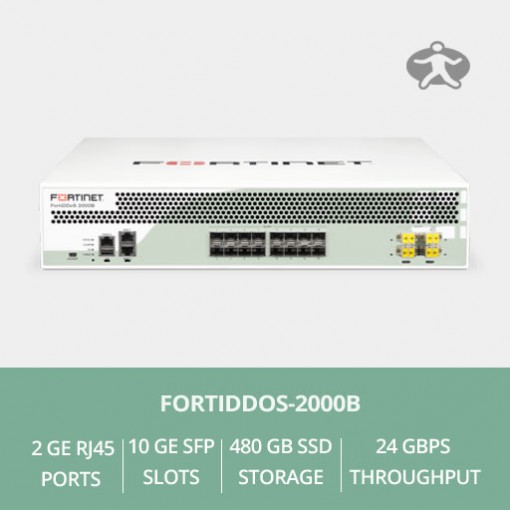 FORTINET
FORTINET
FortiDDoS 2000B
FORTIDDOS-2000B
2 GE RJ45 PORTS
10 GE SFP SLOTS
480 GB SSD STORAGE
24 GBPS THROUGHPUT